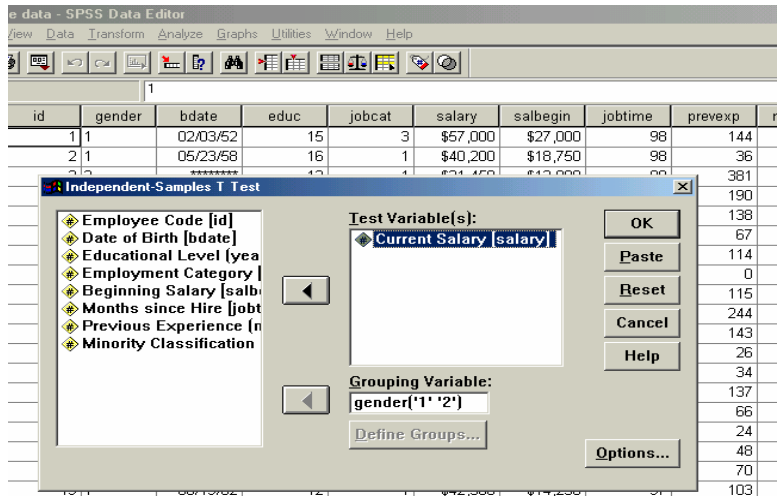 e data - SPSS Data Editor
View Data Transform Analyze Graphs Utilities Window Help
1
id gender bdate educ jobcat salary salbegin jobtime prevexp
1 1 02/03/52 15 3 $57,000 $27,000 98 144
2 1 05/23/58 16 1 $40,200 $18,750 98 36
381
Independent-Samples T Test
190
Employee Code [id]
Date of Birth [bdate]
Educational Level (yea
Employment Category [
Beginning Salary [salb
Months since Hire [jobt
Previous Experience (n
Minority Classification
Test Variable(s):
Current Salary [salary]
Grouping Variable:
gender('1' '2')
Define Groups...
OK
Paste
Reset
Cancel
Help
Options...
138
67
114
0
115
244
143
26
34
137
66
24
48
70
103